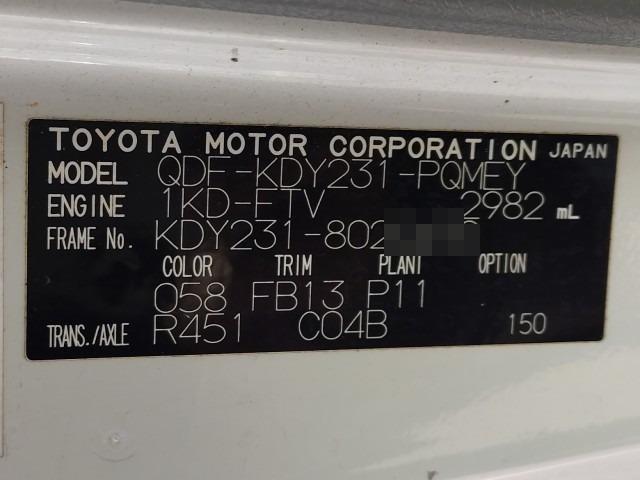 TOYOTA MOTOR CORPORATION JAPAN
MODEL QDF-KDY231-PQMEY
ENGINE 1KD-FTV 2982 mL
FRAME No. KDY231-802
COLOR TRIM PLANT OPTION
058 FB13 P11
TRANS./AXLE R451 C04B 150